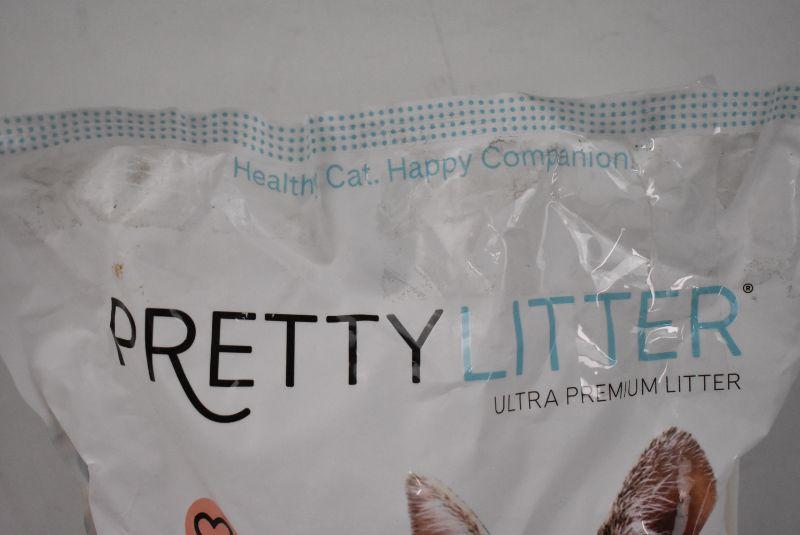 Healthy Cat. Happy Companion.
PRETTY LITTER®
ULTRA PREMIUM LITTER